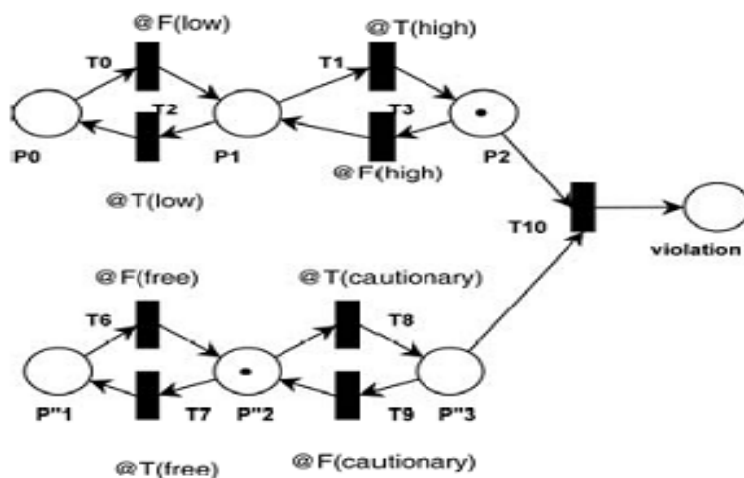 @F(low)
@T(high)
T0
T1
T2
T3
P0
P1
P2
@F(high)
@T(low)
T10
violation
@F(free)
@T(cautionary)
T6
T8
P"1
T7
P"2
T9
P"3
@T(free)
@F(cautionary)